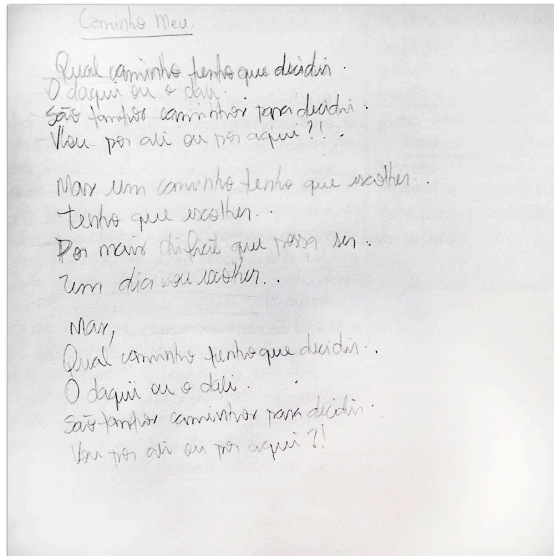 Caminho Meu.
Qual caminho tenho que decidir.
O daqui ou o dali.
São tantos caminhos para decidir.
Vou por ali ou por aqui?!.
Mas um caminho tenho que escolher..
tenho que escolher..
Por mais difícil que possa ser.
Um dia vou escolher..
Mas,
Qual caminho tenho que decidir..
O daqui ou o dali.
São tantos caminhos para decidir.
Vou por ali ou por aqui?!